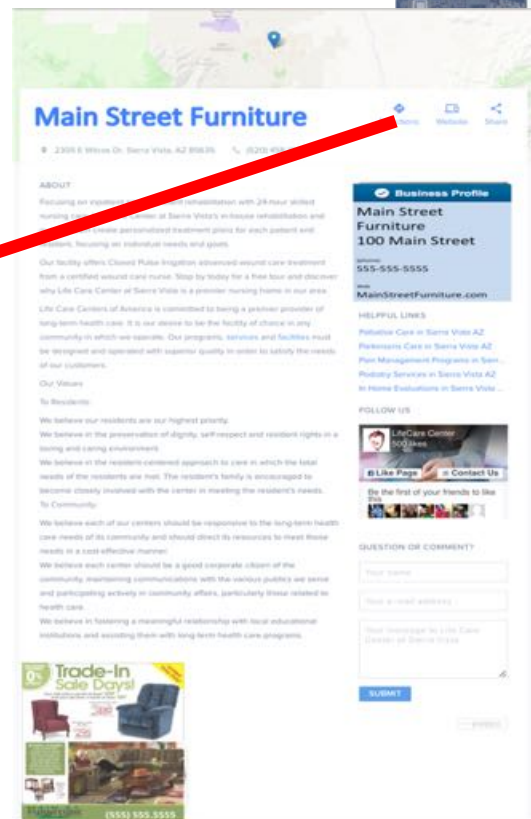 Main Street Furniture
Website Share
2305 E Wilcox Dr. Sierra Vista, AZ 85635 (520)
ABOUT
Focusing on inpatient rehabilitation with 24-hour skilled
nursing Center at Sierra Vista's in-house rehabilitation and
create personalized treatment plans for each patient and
focusing on individual needs and goals.
Our facility offers Closed Pulse Irrigation advanced wound care treatment
from a certified wound care nurse. Stop by today for a free tour and discover
why Life Care Center of Sierra Vista is a premier nursing home in our area.
Life Care Centers of America is committed to being a premier provider of
long-term health care. It is our desire to be the facility of choice in any
community in which we operate. Our programs, services and facilities must
be designed and operated with superior quality in order to satisfy the needs
of our customers.
Our Values
To Residents:
We believe our residents are our highest priority.
We believe in the preservation of dignity, self-respect and resident rights in a
loving and caring environment.
We believe in the resident-centered approach to care in which the total
needs of the residents are met. The resident's family is encouraged to
become closely involved with the center in meeting the resident's needs.
To Community:
We believe each of our centers should be responsive to the long-term health
care needs of its community and should direct its resources to meet those
needs in a cost-effective manner.
We believe each center should be a good corporate citizen of the
community, maintaining communications with the various publics we serve
and participating actively in community affairs, particularly those related to
health care.
We believe in fostering a meaningful relationship with local educational
institutions and assisting them with long-term health care programs.
Trade-In
Sale Days!
0%
(555) 555.5555
Business Profile
Main Street
Furniture
100 Main Street
555-555-5555
MainStreetFurniture.com
HELPFUL LINKS
Palliative Care in Sierra Vista AZ
Parkinsons Care in Sierra Vista AZ
Pain Management Programs in Sierr...
Podiatry Services in Sierra Vista AZ
In Home Evaluations in Sierra Vista ...
FOLLOW US
LifeCare Center
500 likes
Like Page Contact Us
Be the first of your friends to like
this
QUESTION OR COMMENT?
Your name
Your e-mail address
Your message to Life Care
Center of Sierra Vista
SUBMIT